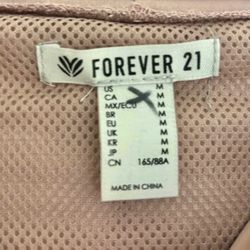 FOREVER 21
US M
CA M
MX/ECU M
BR M
EU M
UK M
KR M
JP M
CN 165/88A
MADE IN CHINA